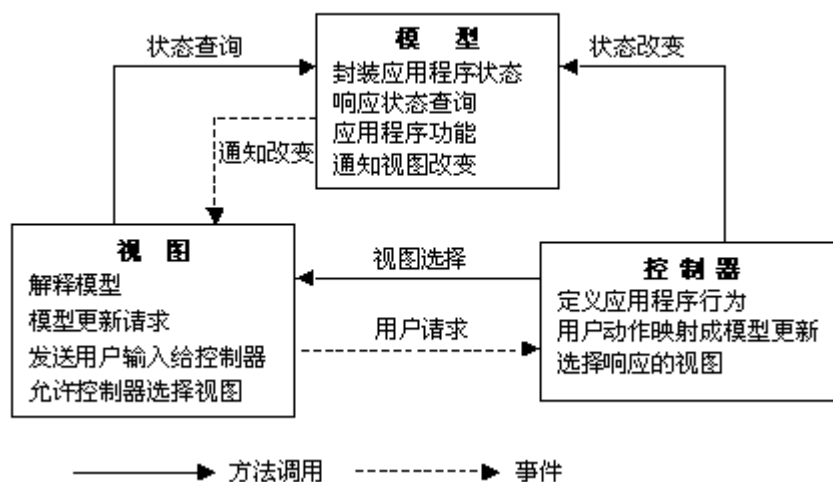 状态查询
模 型
状态改变
封装应用程序状态
响应状态查询
应用程序功能
通知视图改变
通知改变
视 图
解释模型
模型更新请求
发送用户输入给控制器
允许控制器选择视图
视图选择
用户请求
控 制 器
定义应用程序行为
用户动作映射成模型更新
选择响应的视图
方法调用
事件